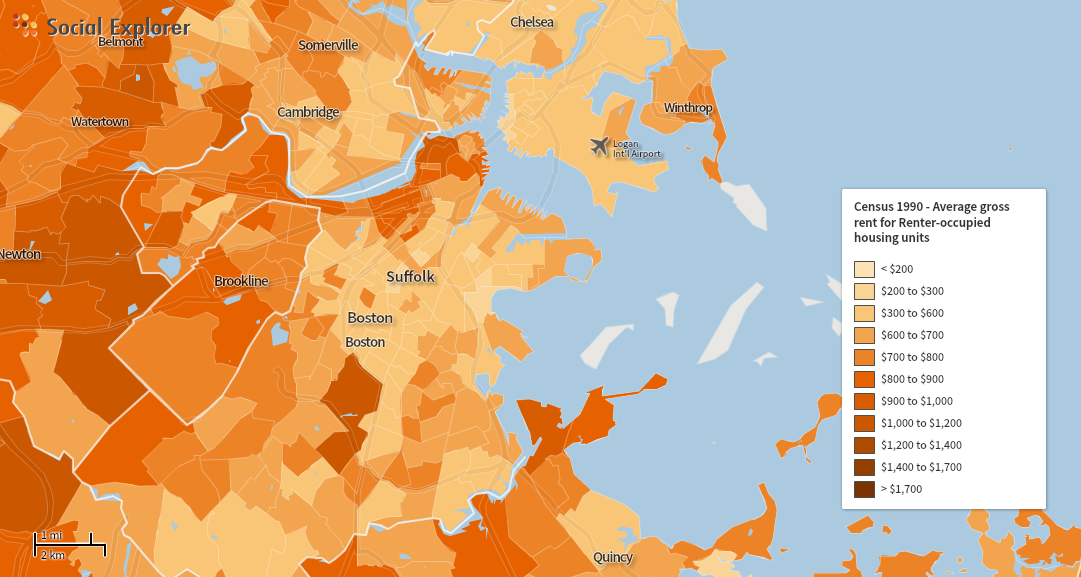 Social Explorer
Chelsea
Belmont
Somerville
Cambridge
Winthrop
Watertown
Logan
Int'l Airport
Newton
Brookline
Suffolk
Boston
Boston
Quincy
1 mi
2 km
Census 1990 - Average gross
rent for Renter-occupied
housing units
< $200
$200 to $300
$300 to $600
$600 to $700
$700 to $800
$800 to $900
$900 to $1,000
$1,000 to $1,200
$1,200 to $1,400
$1,400 to $1,700
> $1,700